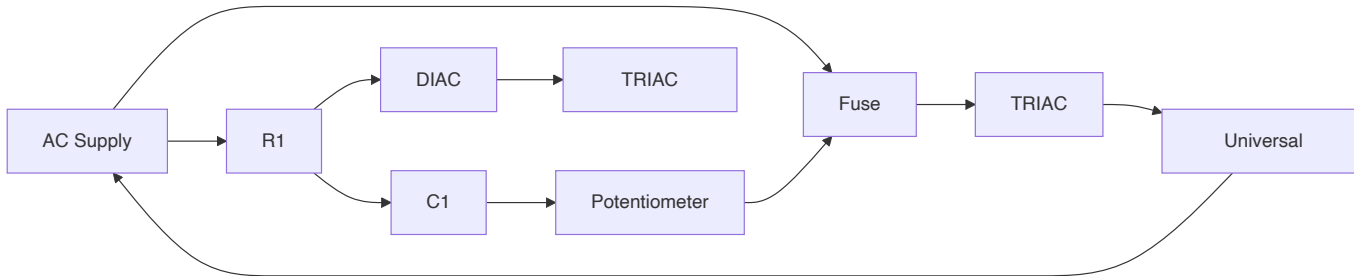 AC Supply
R1
DIAC
TRIAC
C1
Potentiometer
Fuse
TRIAC
Universal